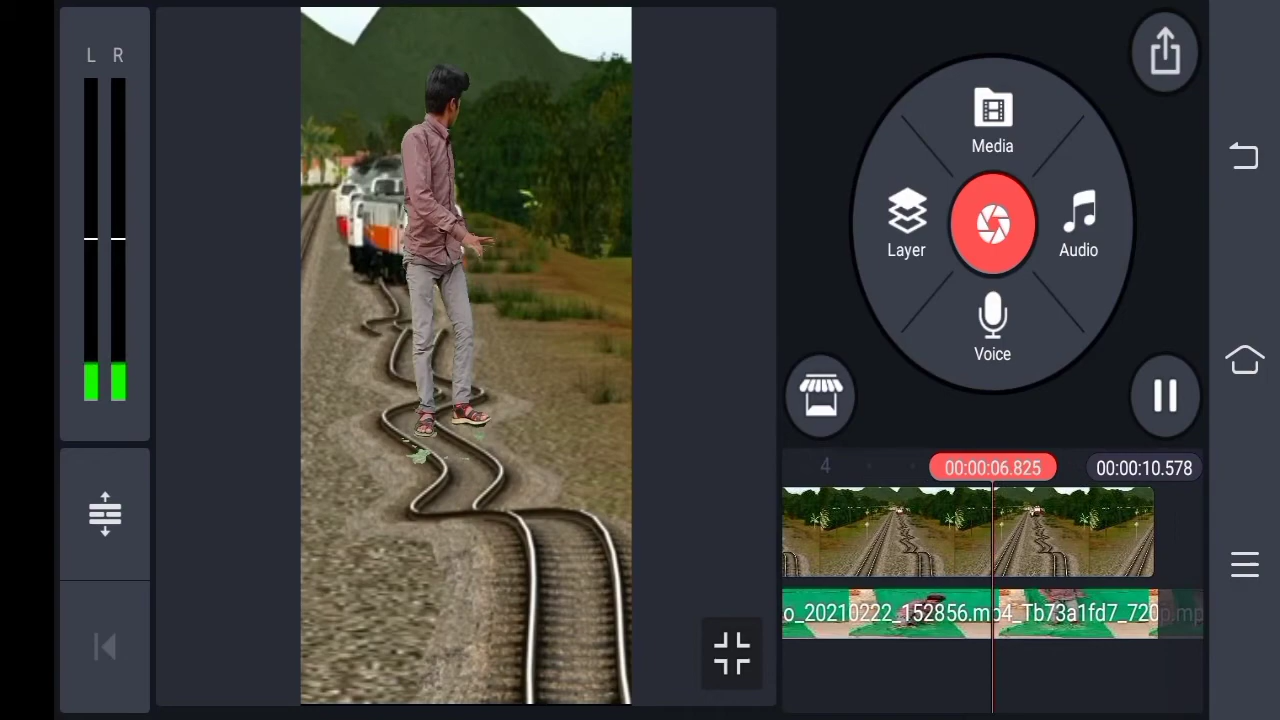 L R
Media
Layer
Audio
Voice
4
00:00:06.825
00:00:10.578
o_20210222_152856.mp4_Tb73a1fd7_720p.mp